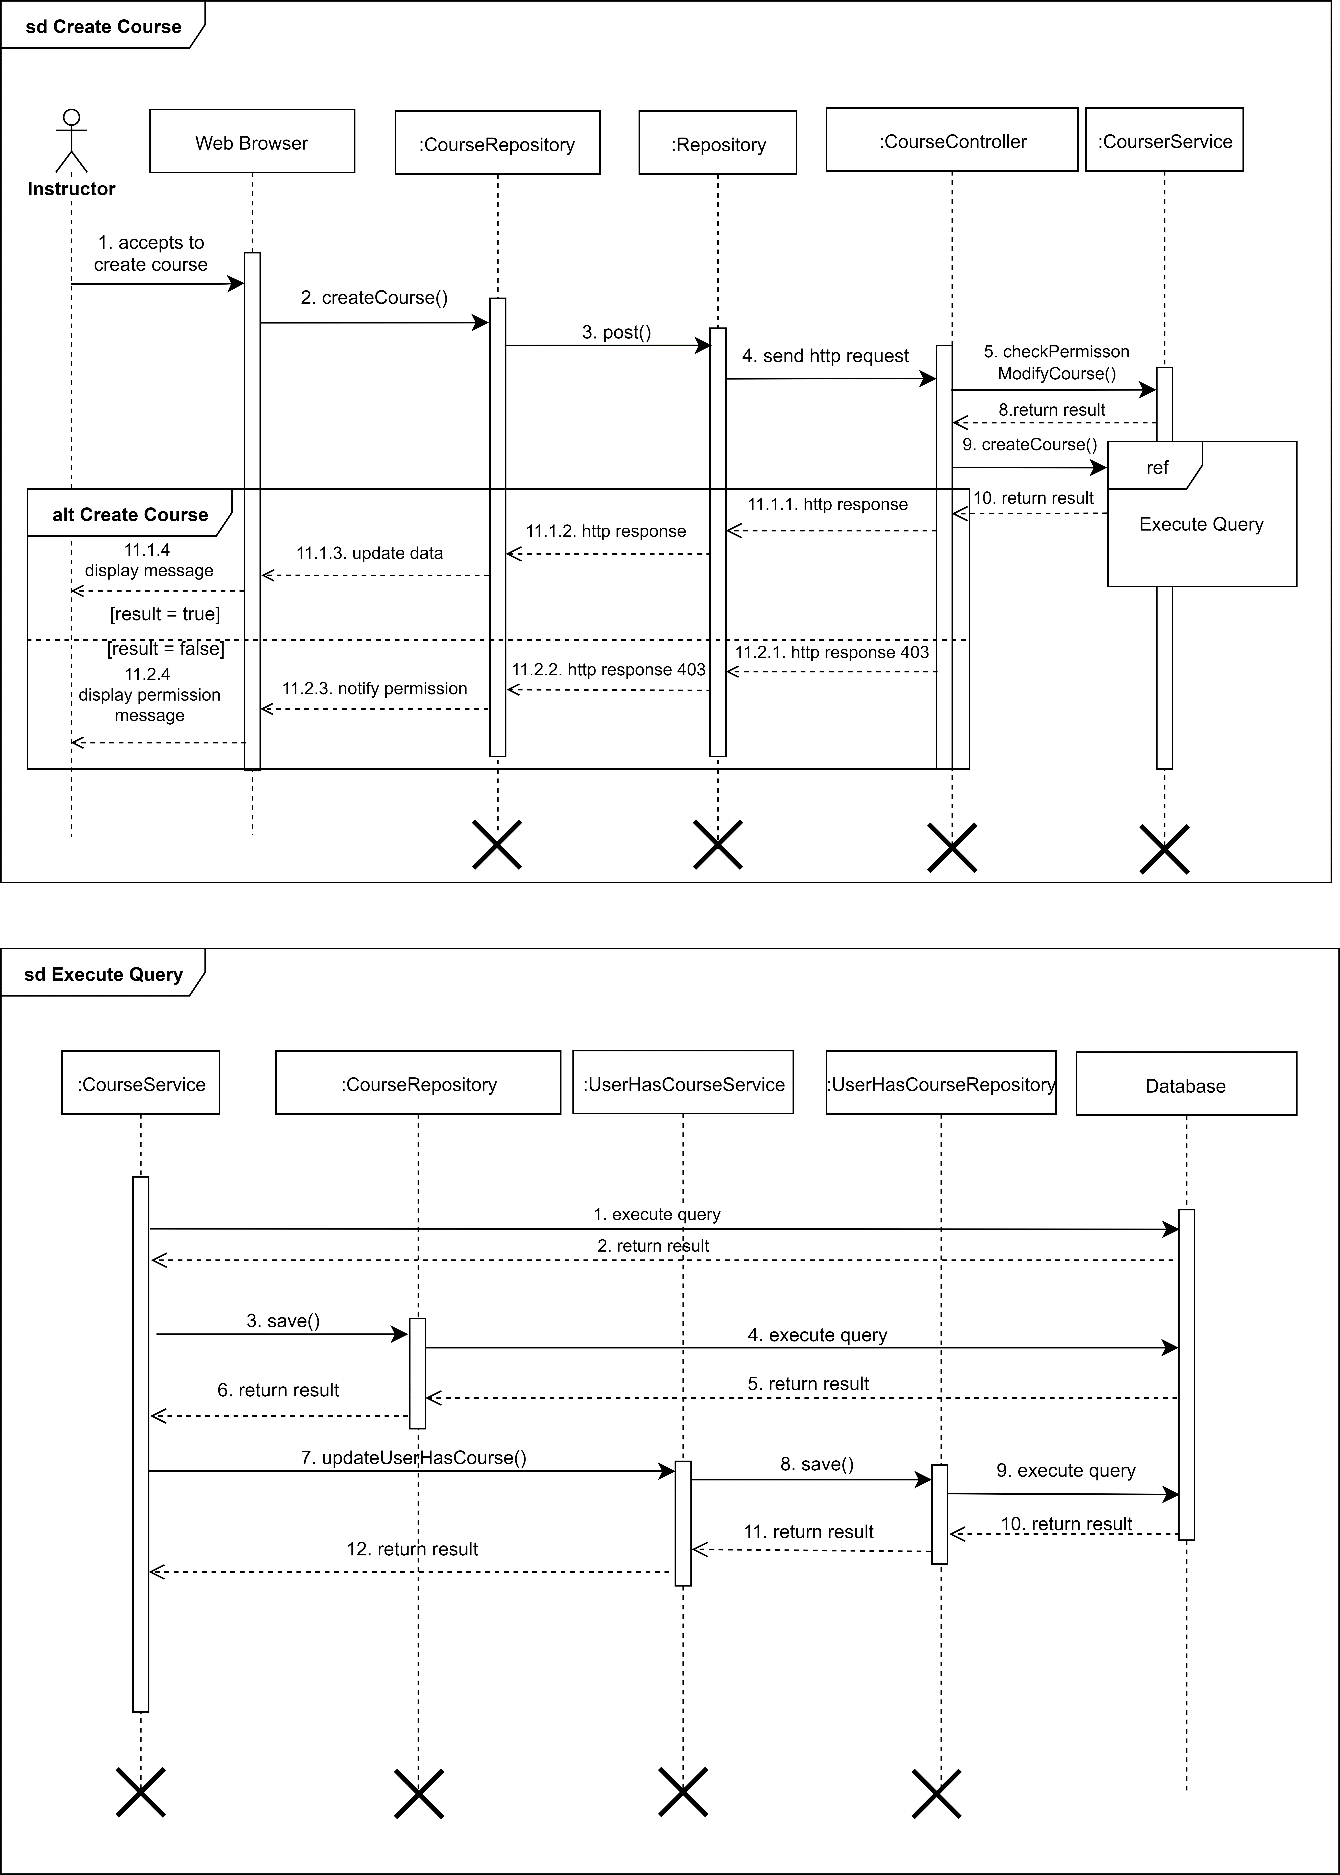 sd Create Course
Instructor
Web Browser
:CourseRepository
:Repository
:CourseController
:CourserService
1. accepts to
create course
2. createCourse()
3. post()
4. send http request
5. checkPermisson
ModifyCourse()
8.return result
9. createCourse()
ref
Execute Query
10. return result
alt Create Course
11.1.1. http response
11.1.2. http response
11.1.3. update data
11.1.4
display message
[result = true]
[result = false]
11.2.1. http response 403
11.2.2. http response 403
11.2.3. notify permission
11.2.4
display permission
message
sd Execute Query
:CourseService
:CourseRepository
:UserHasCourseService
:UserHasCourseRepository
Database
1. execute query
2. return result
3. save()
4. execute query
5. return result
6. return result
7. updateUserHasCourse()
8. save()
9. execute query
10. return result
11. return result
12. return result